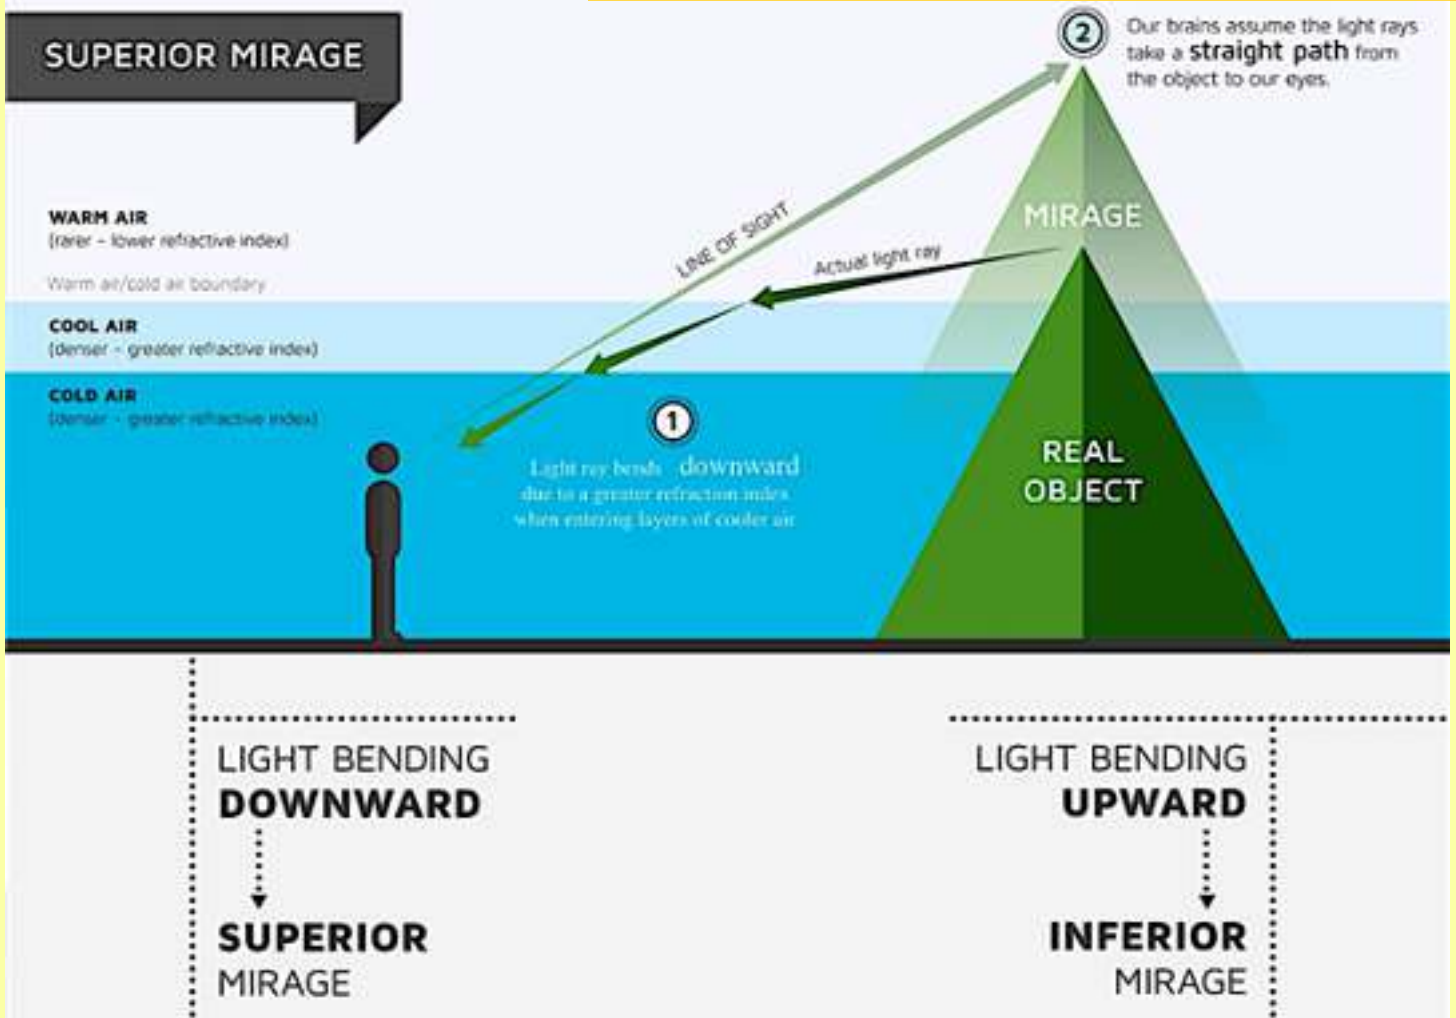 SUPERIOR MIRAGE
2
Our brains assume the light rays
take a straight path from
the object to our eyes.
WARM AIR
(rarer - lower refractive index)
Warm air/cold air boundary
COOL AIR
(denser - greater refractive index)
COLD AIR
(denser - greater refractive index)
LINE OF SIGHT
Actual light ray
MIRAGE
1
Light ray bends downward
due to a greater refraction index
when entering layers of cooler air
REAL
OBJECT
LIGHT BENDING
DOWNWARD
SUPERIOR
MIRAGE
LIGHT BENDING
UPWARD
INFERIOR
MIRAGE